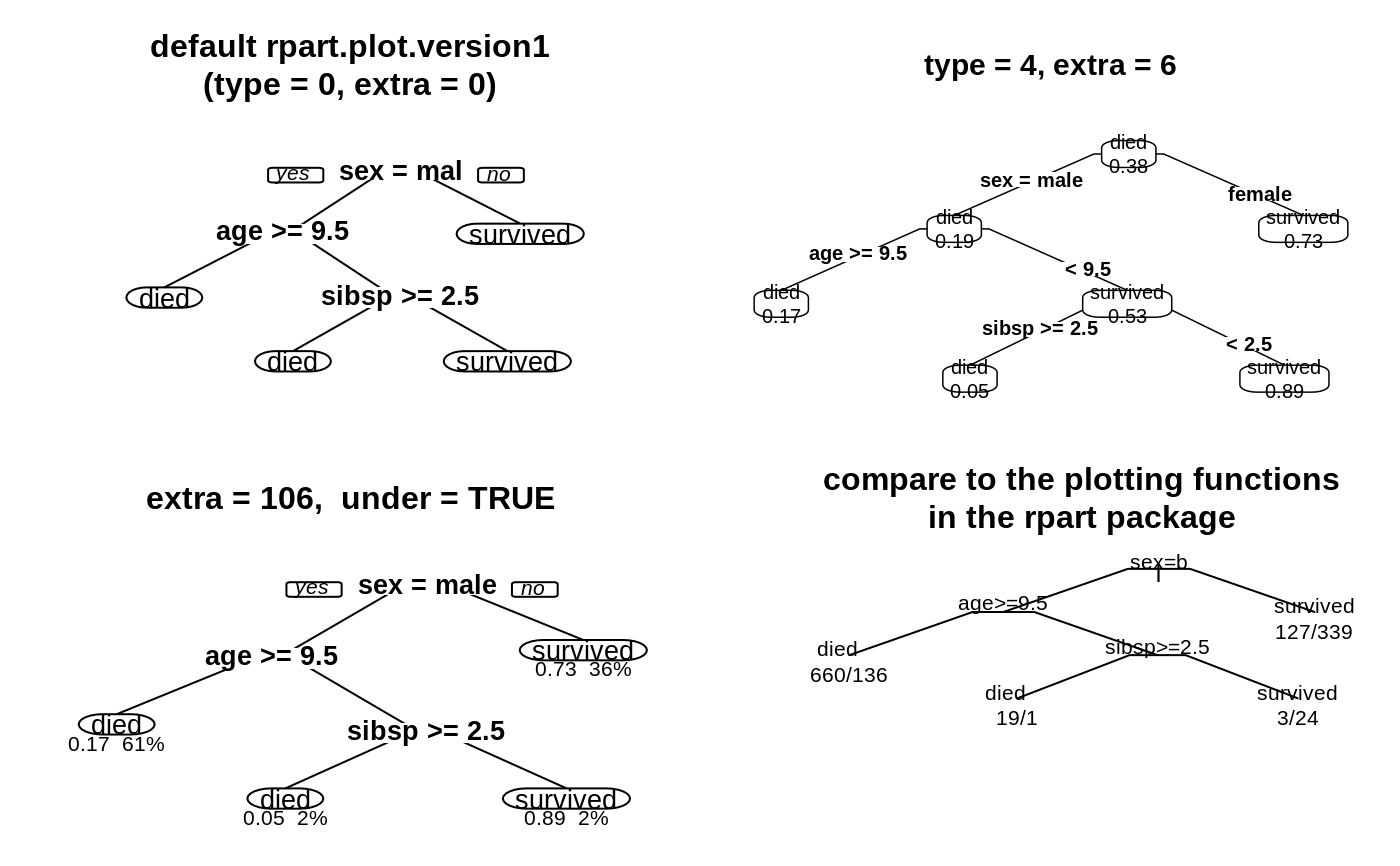 default rpart.plot.version1
(type = 0, extra = 0)
yes sex = mal no
age >= 9.5
survived
died
sibsp >= 2.5
died
survived
type = 4, extra = 6
died
0.38
sex = male
female
died
0.19
survived
0.73
age >= 9.5
< 9.5
died
0.17
survived
0.53
sibsp >= 2.5
< 2.5
died
0.05
survived
0.89
extra = 106,  under = TRUE
yes sex = male no
age >= 9.5
survived
0.73  36%
died
0.17  61%
sibsp >= 2.5
died
0.05  2%
survived
0.89  2%
compare to the plotting functions
in the rpart package
sex=b
age>=9.5
survived
127/339
died
660/136
sibsp>=2.5
died
19/1
survived
3/24